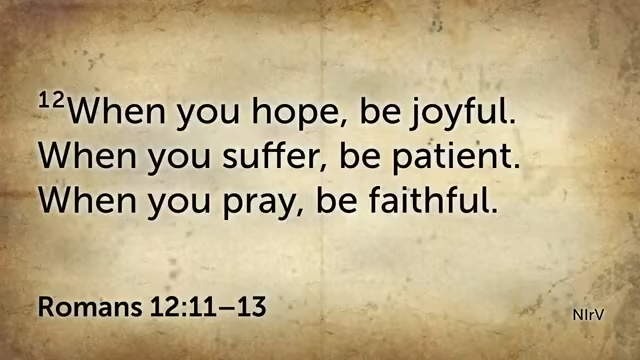 ¹²When you hope, be joyful.
When you suffer, be patient.
When you pray, be faithful.
Romans 12:11–13
NIrV